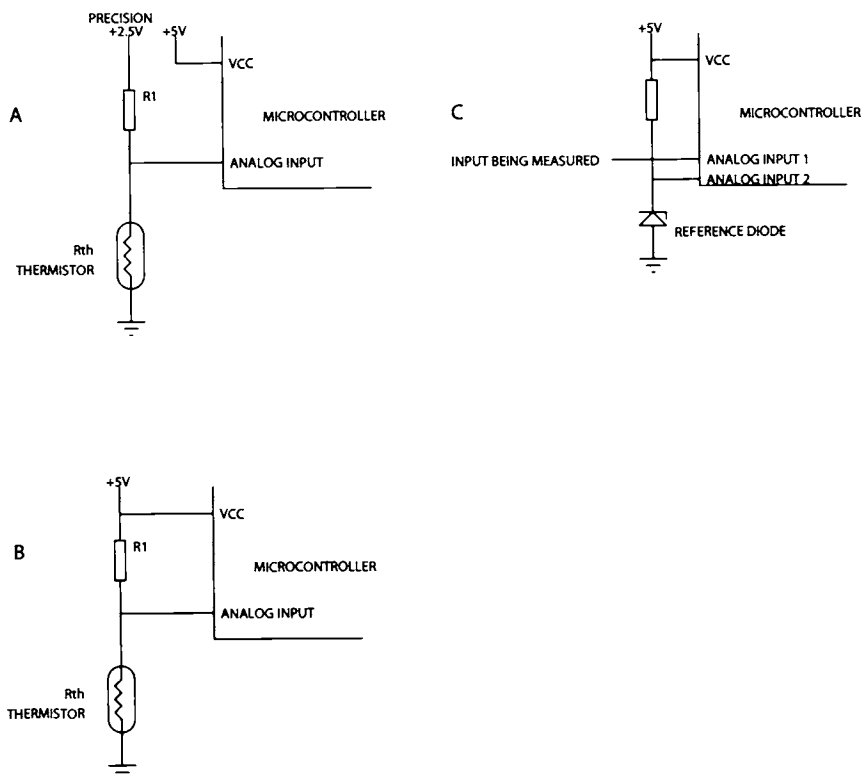 PRECISION
+2.5V
+5V
VCC
R1
A
MICROCONTROLLER
ANALOG INPUT
Rth
THERMISTOR
+5V
VCC
C
MICROCONTROLLER
INPUT BEING MEASURED
ANALOG INPUT 1
ANALOG INPUT 2
REFERENCE DIODE
+5V
VCC
B
R1
MICROCONTROLLER
ANALOG INPUT
Rth
THERMISTOR